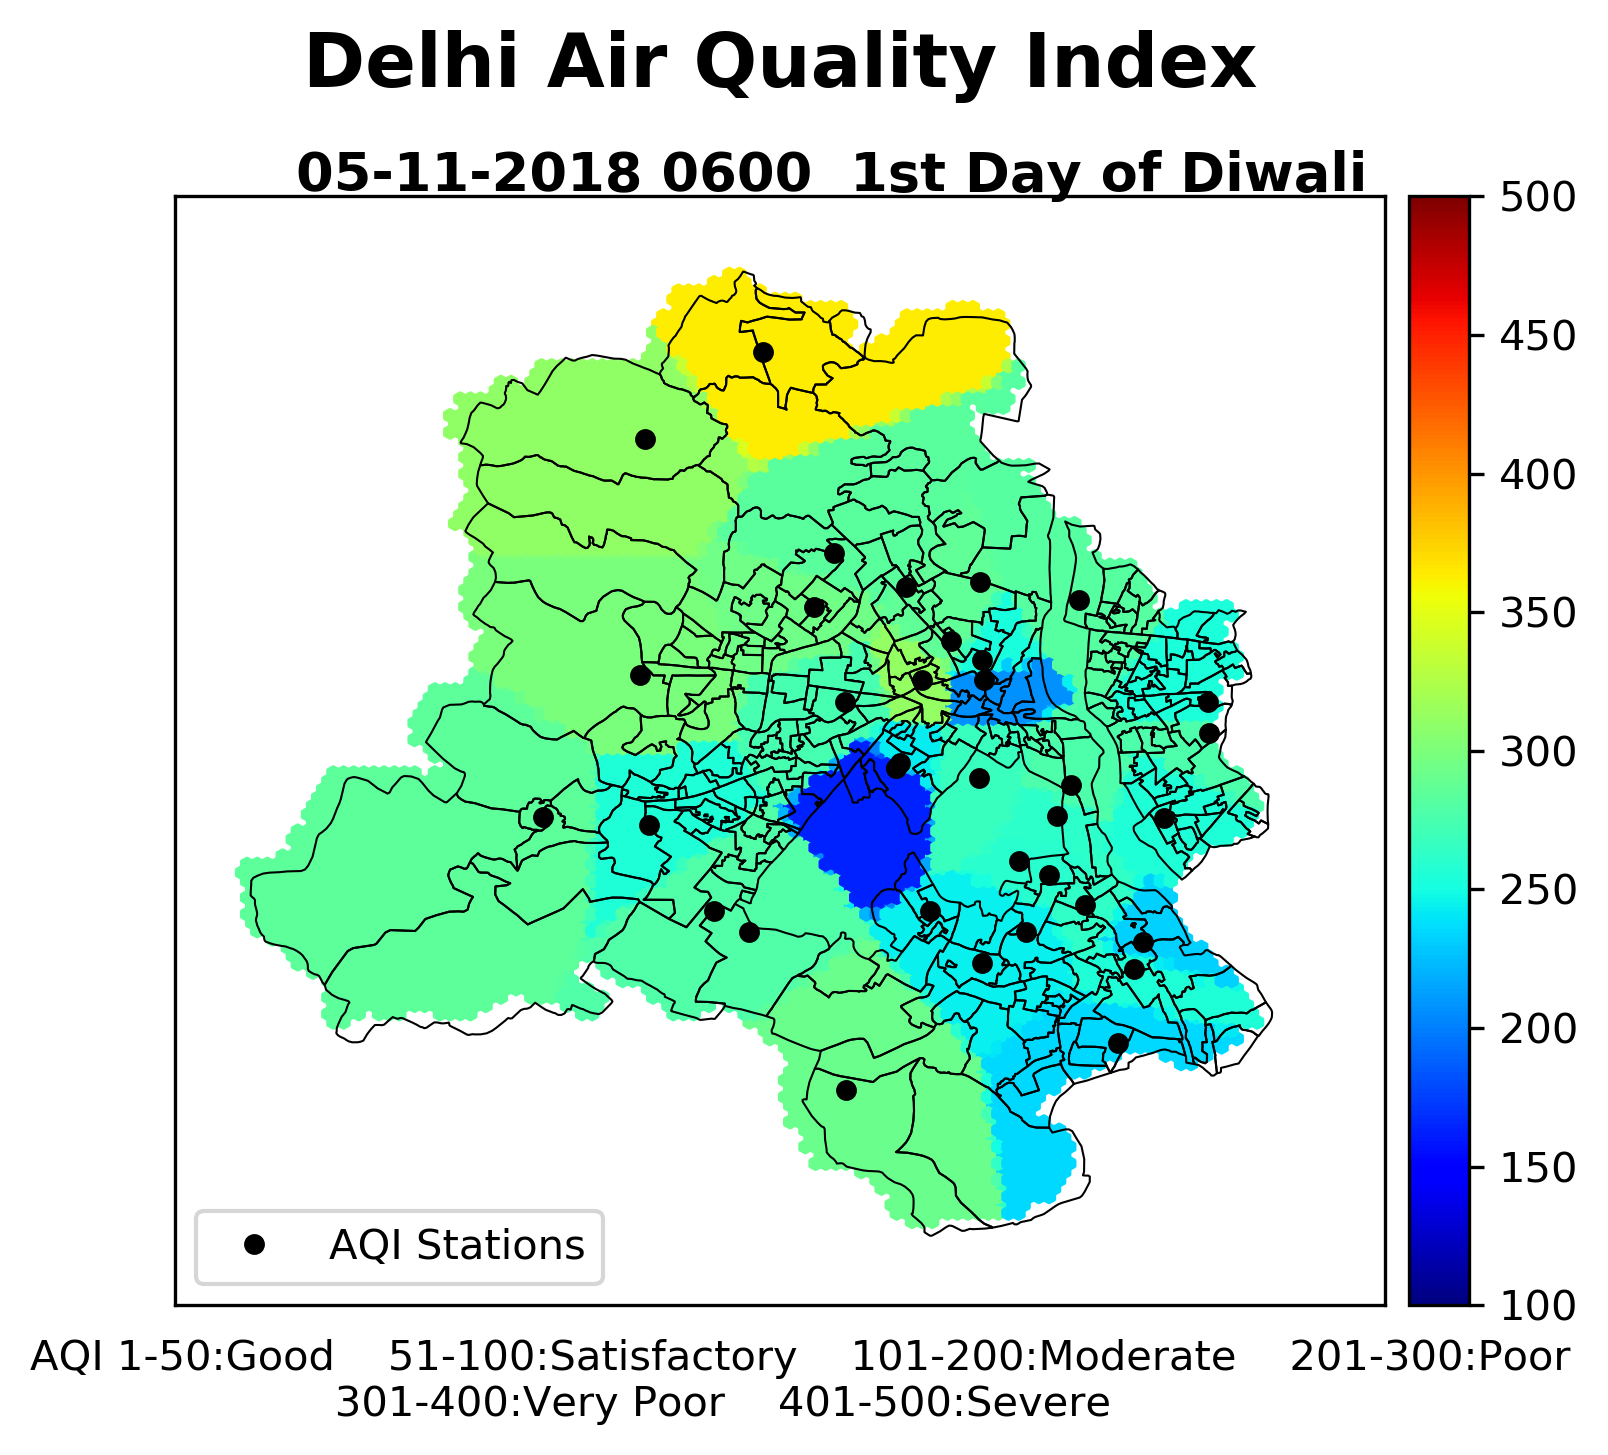 Delhi Air Quality Index
05-11-2018 0600  1st Day of Diwali
500
450
400
350
300
250
200
150
100
AQI Stations
AQI 1-50:Good    51-100:Satisfactory    101-200:Moderate    201-300:Poor
301-400:Very Poor    401-500:Severe